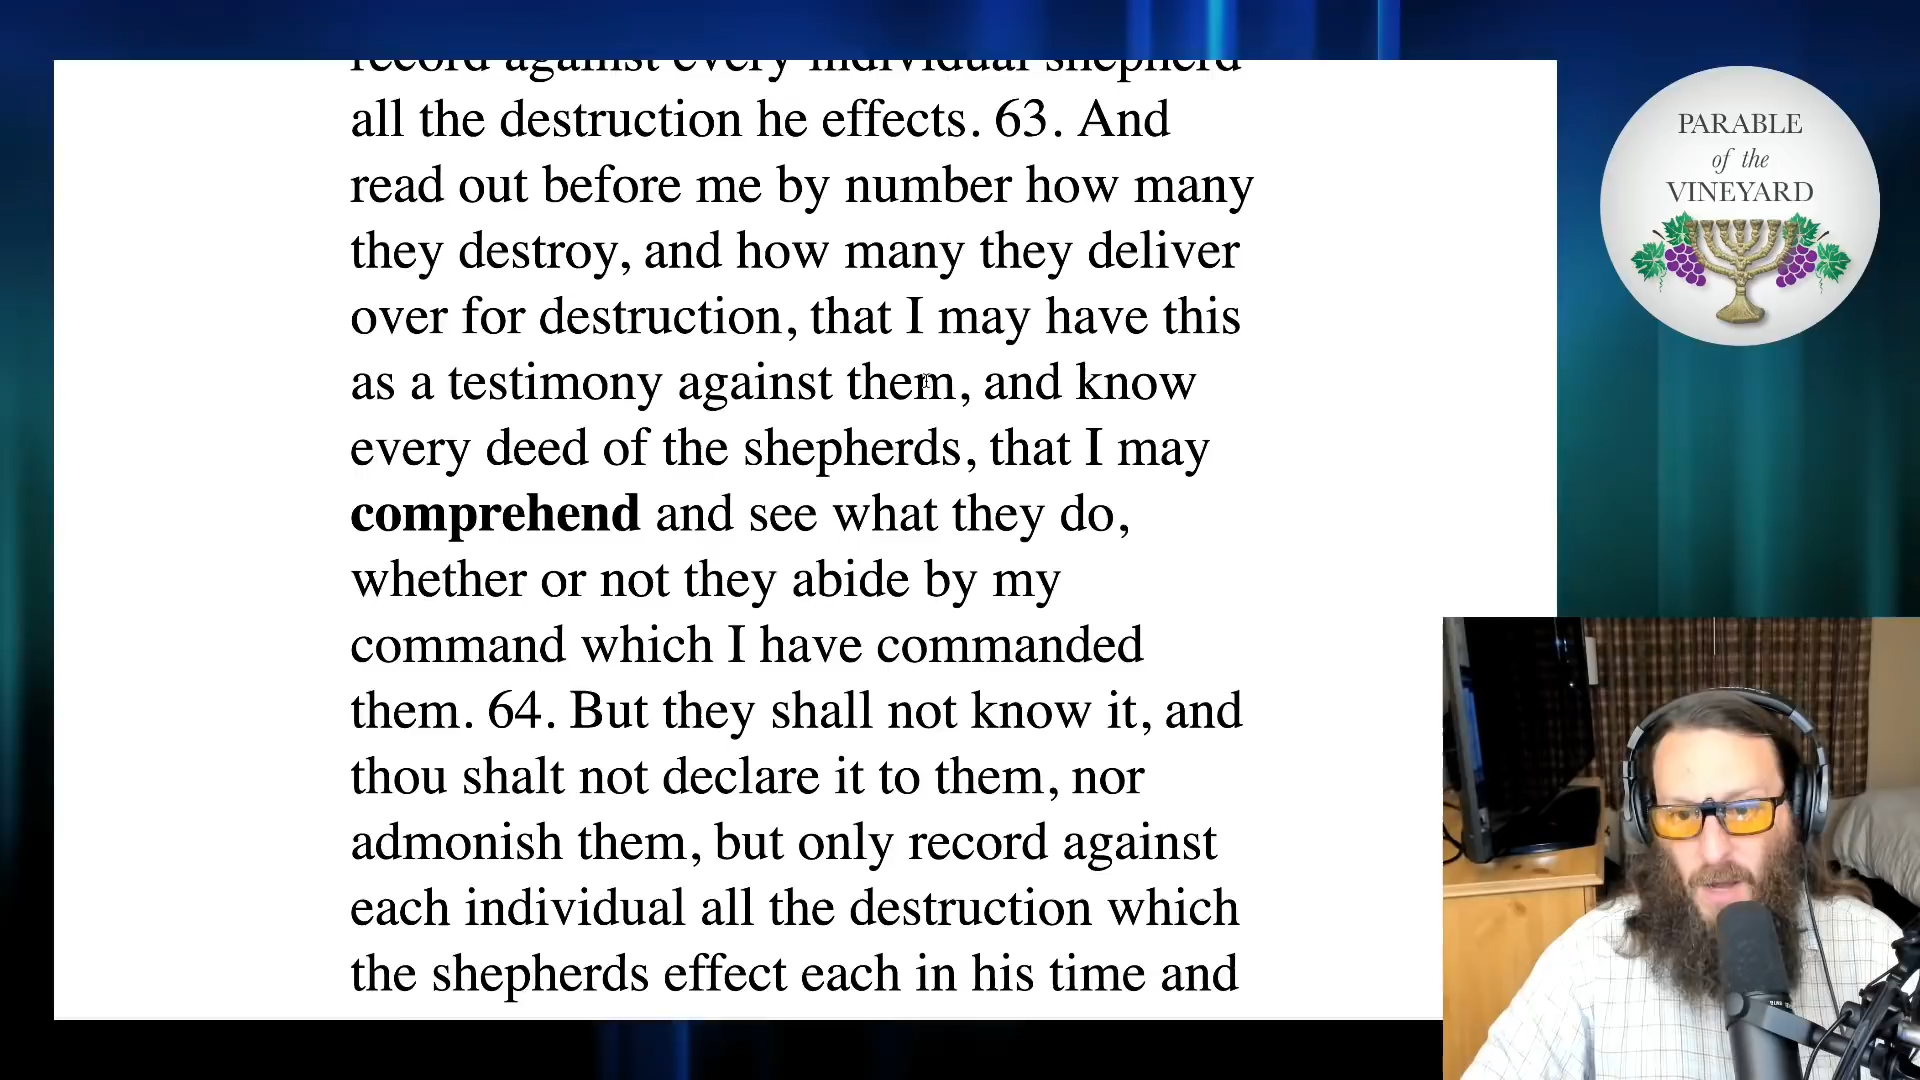 record against every individual shepherd
all the destruction he effects. 63. And
read out before me by number how many
they destroy, and how many they deliver
over for destruction, that I may have this
as a testimony against them, and know
every deed of the shepherds, that I may
comprehend and see what they do,
whether or not they abide by my
command which I have commanded
them. 64. But they shall not know it, and
thou shalt not declare it to them, nor
admonish them, but only record against
each individual all the destruction which
the shepherds effect each in his time and
PARABLE
of the
VINEYARD